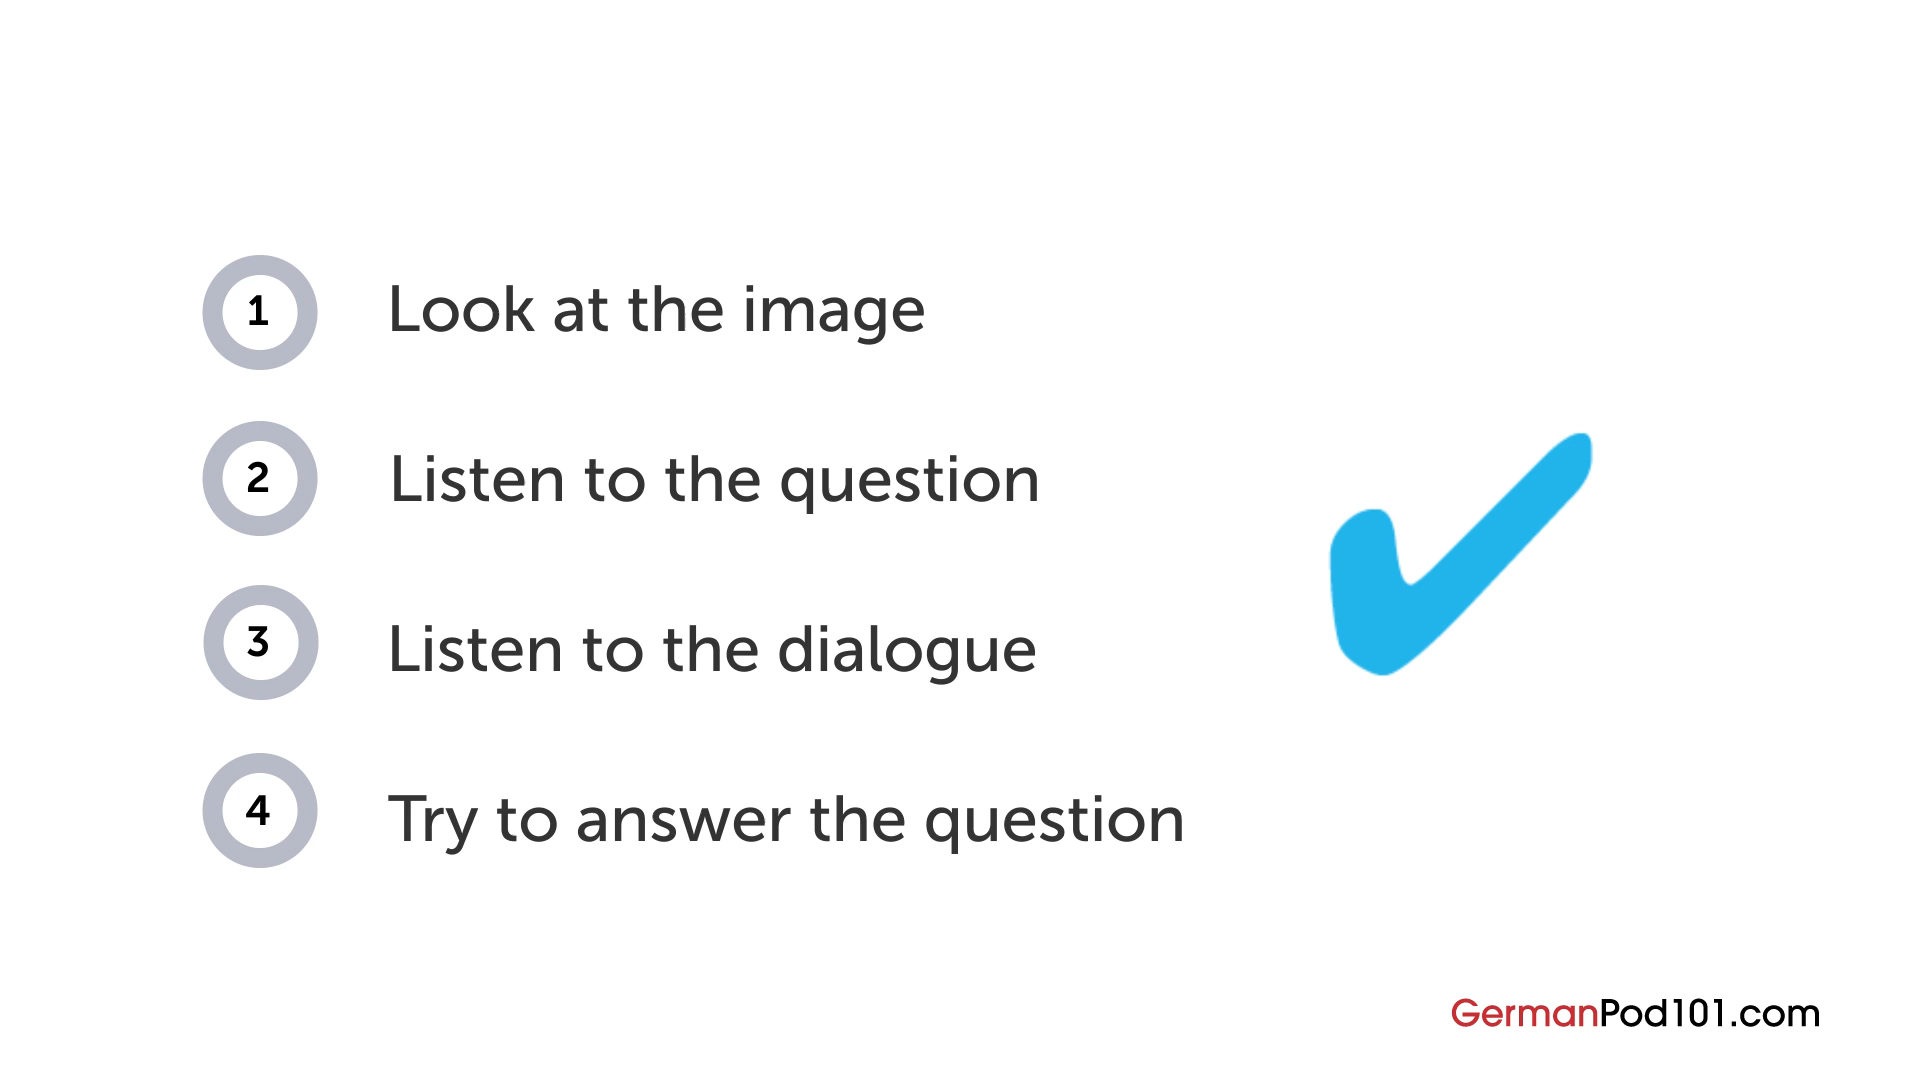 1 Look at the image
2 Listen to the question
3 Listen to the dialogue
4 Try to answer the question
GermanPod101.com